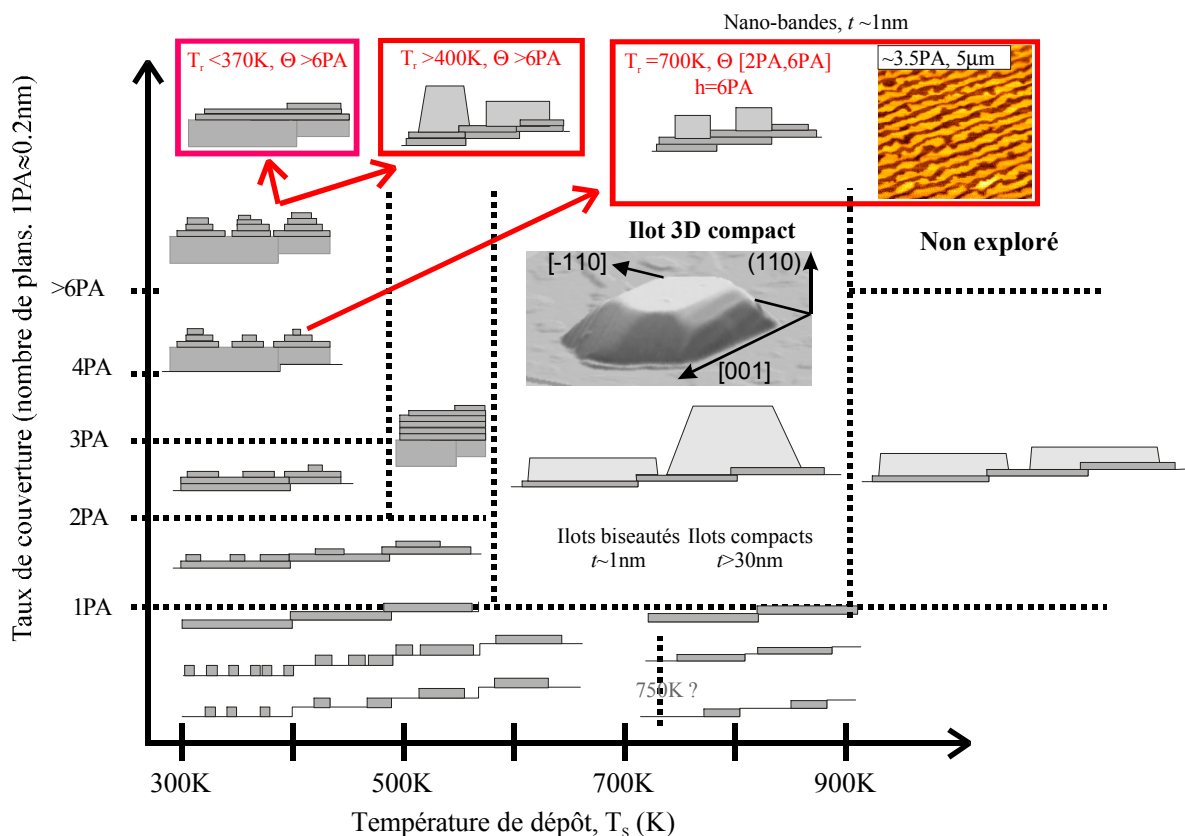 Nano-bandes, t ~1nm
Tr <370K, Θ >6PA
Tr >400K, Θ >6PA
Tr =700K, Θ [2PA,6PA]
h=6PA
~3.5PA, 5µm
Ilot 3D compact
Non exploré
[-110]
(110)
[001]
>6PA
4PA
3PA
2PA
1PA
Ilots biseautés
t~1nm
Ilots compacts
t>30nm
750K ?
300K
500K
700K
900K
Température de dépôt, TS (K)
Taux de couverture (nombre de plans. 1PA≈0.2nm)